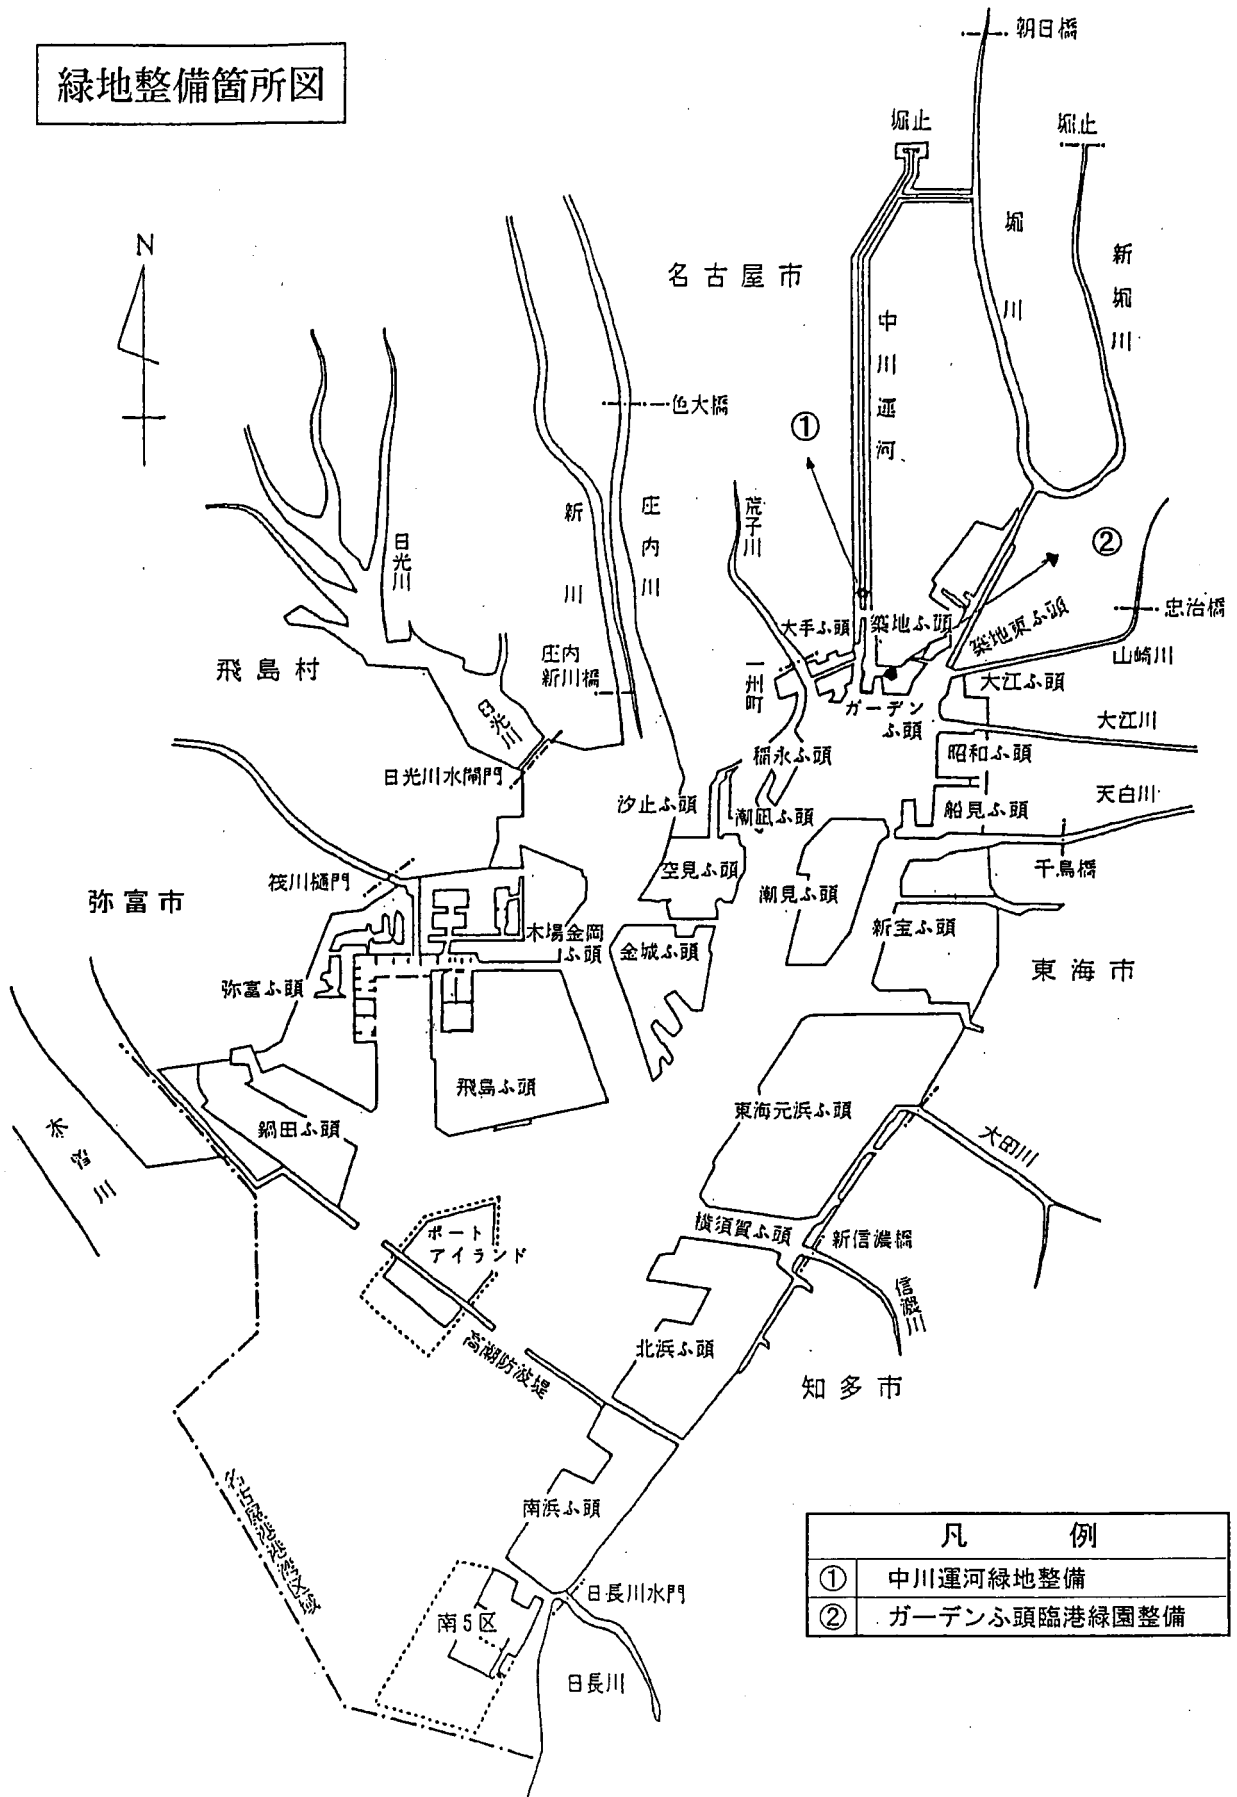 緑地整備箇所図
朝日橋
堀止
堀止
N
堀川
新堀川
名古屋市
中川運河
一色大橋
①
荒子川
新川
庄内川
日光川
②
忠治橋
大手ふ頭
築地ふ頭
築地東ふ頭
山崎川
庄内
新川橋
飛島村
一州町
大江ふ頭
ガーデン
ふ頭
日光川
大江川
稲永ふ頭
昭和ふ頭
日光川水閘門
汐止ふ頭
潮凪ふ頭
船見ふ頭
天白川
空見ふ頭
千鳥橋
筏川樋門
潮見ふ頭
弥富市
木場金岡
ふ頭
金城ふ頭
新宝ふ頭
東海市
弥富ふ頭
飛島ふ頭
東海元浜ふ頭
鍋田ふ頭
木曽川
大田川
ポート
アイランド
横須賀ふ頭
新信濃橋
信濃川
高潮防波堤
北浜ふ頭
知多市
名古屋港港湾区域
南浜ふ頭
凡例
① 中川運河緑地整備
② ガーデンふ頭臨港緑園整備
日長川水門
南5区
日長川